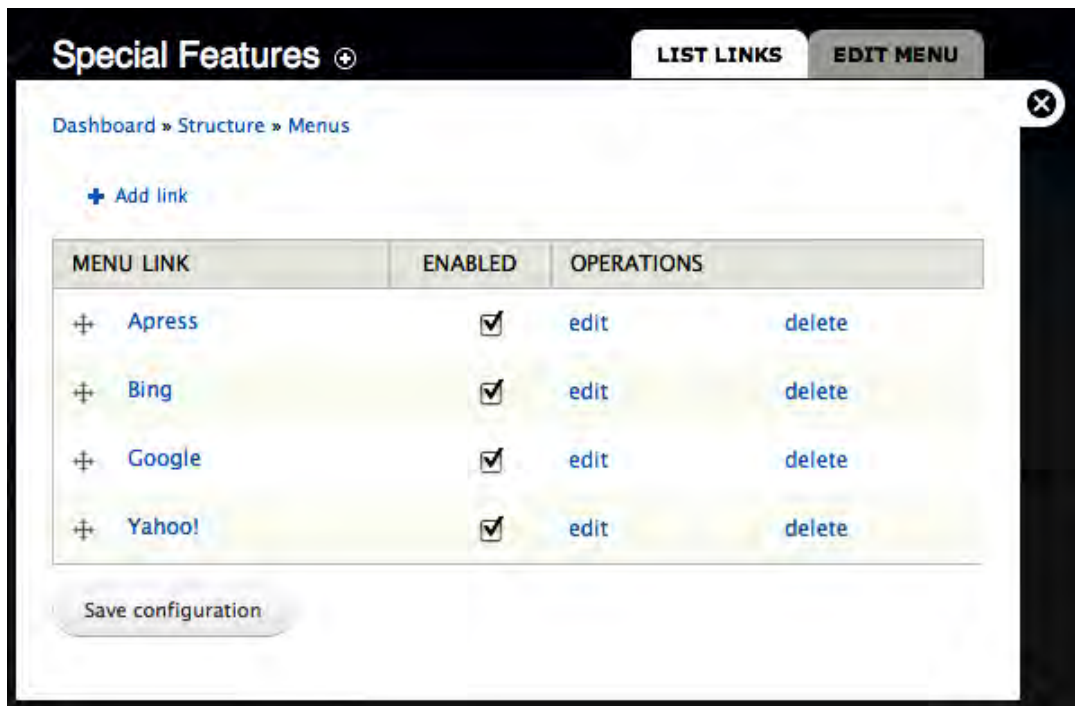 Special Features
LIST LINKS
EDIT MENU
Dashboard » Structure » Menus
Add link
MENU LINK ENABLED OPERATIONS
Apress edit delete
Bing edit delete
Google edit delete
Yahoo! edit delete
Save configuration